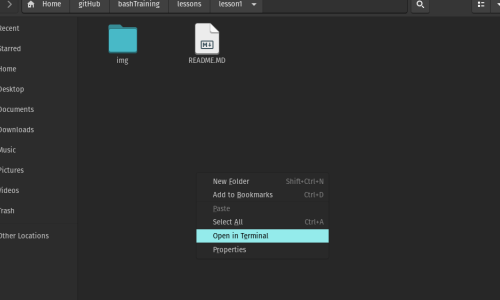 Home gitHub bashTraining lessons lesson1
Recent
Starred
Home
Desktop
Documents
Downloads
Music
Pictures
Videos
Trash
Other Locations
img
README.MD
New Folder Shift+Ctrl+N
Add to Bookmarks Ctrl+D
Paste
Select All Ctrl+A
Open in Terminal
Properties